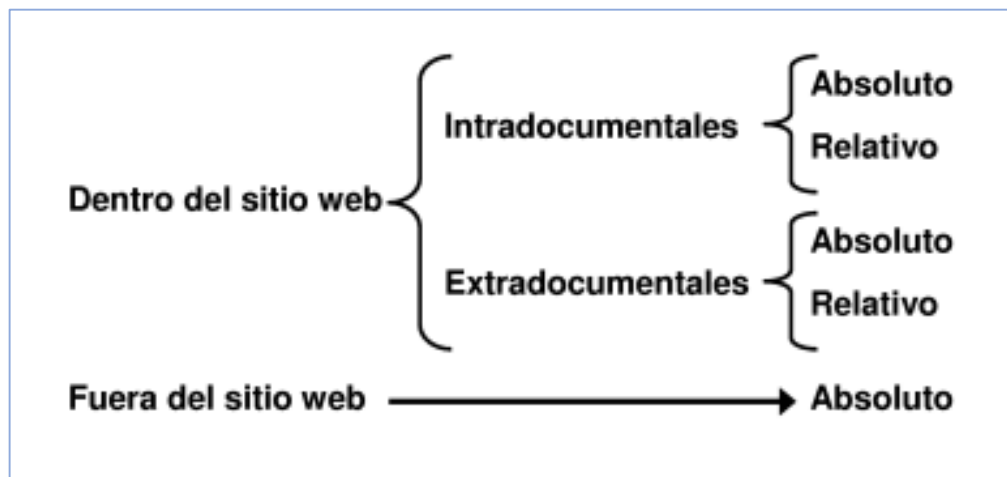 Absoluto
Intradocumentales
Relativo
Dentro del sitio web
Absoluto
Extradocumentales
Relativo
Fuera del sitio web Absoluto